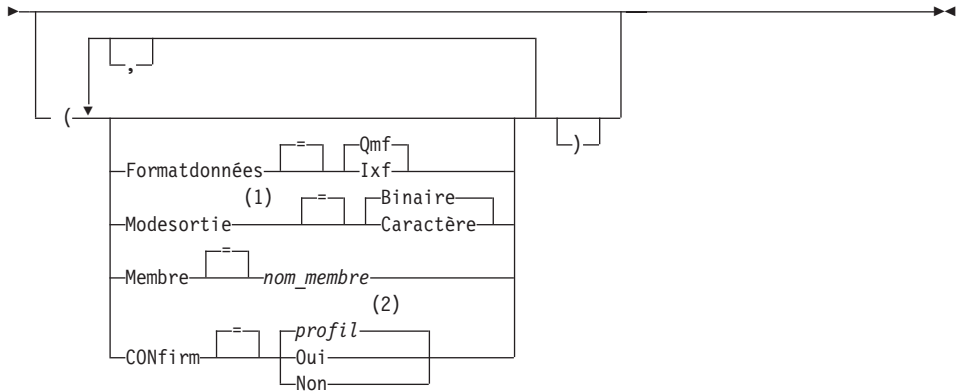 ,
(
)
Formatdonnées = Qmf
Ixf
(1)
Modesortie = Binaire
Caractère
Membre = nom_membre
(2)
CONfirm = profil
Oui
Non